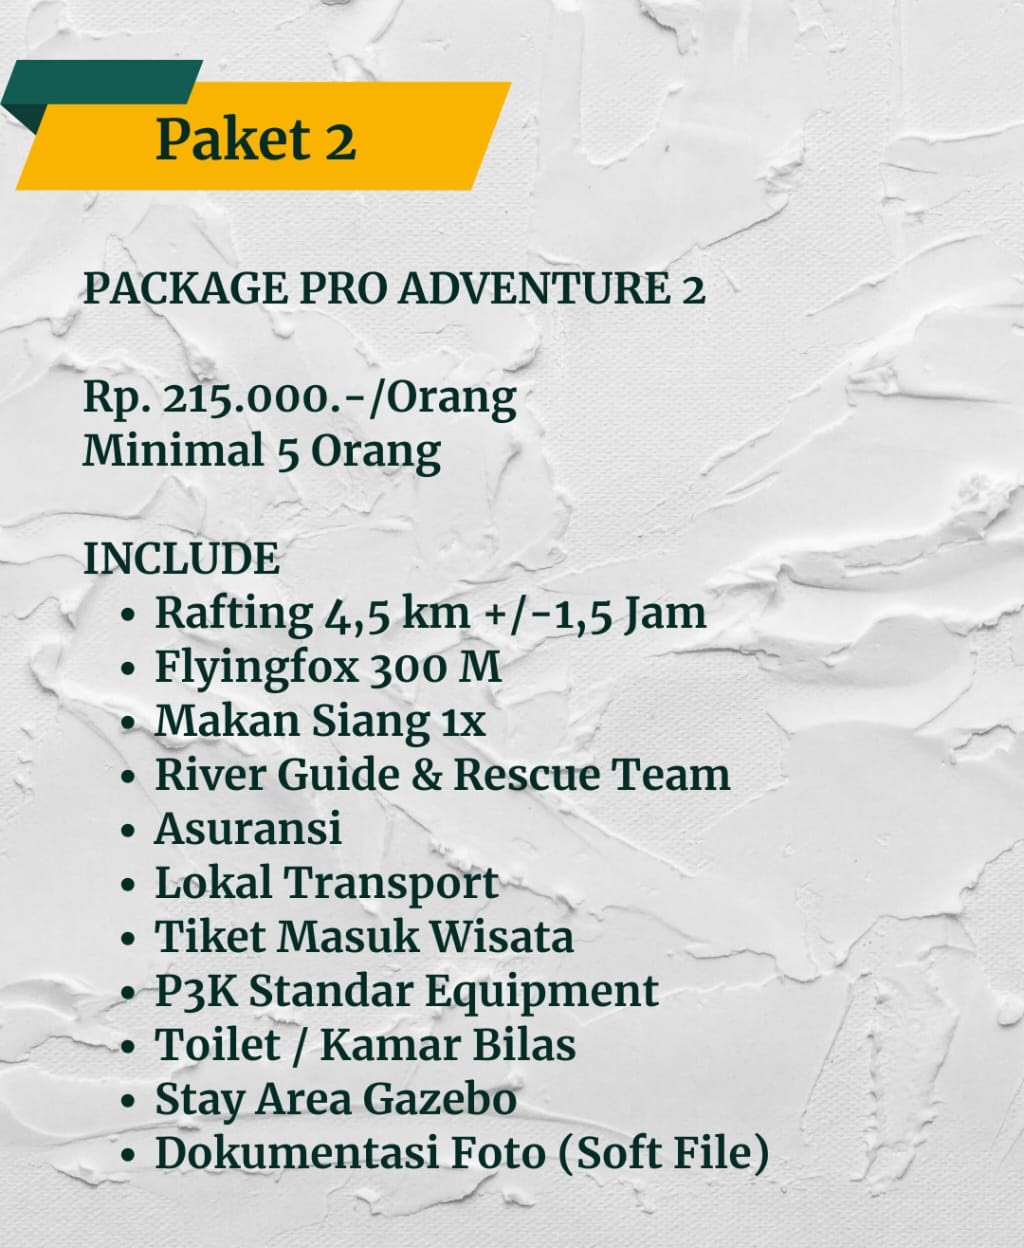 Paket 2
PACKAGE PRO ADVENTURE 2
Rp. 215.000.-/Orang
Minimal 5 Orang
INCLUDE
• Rafting 4,5 km +/-1,5 Jam
• Flyingfox 300 M
• Makan Siang 1x
• River Guide & Rescue Team
• Asuransi
• Lokal Transport
• Tiket Masuk Wisata
• P3K Standar Equipment
• Toilet / Kamar Bilas
• Stay Area Gazebo
• Dokumentasi Foto (Soft File)